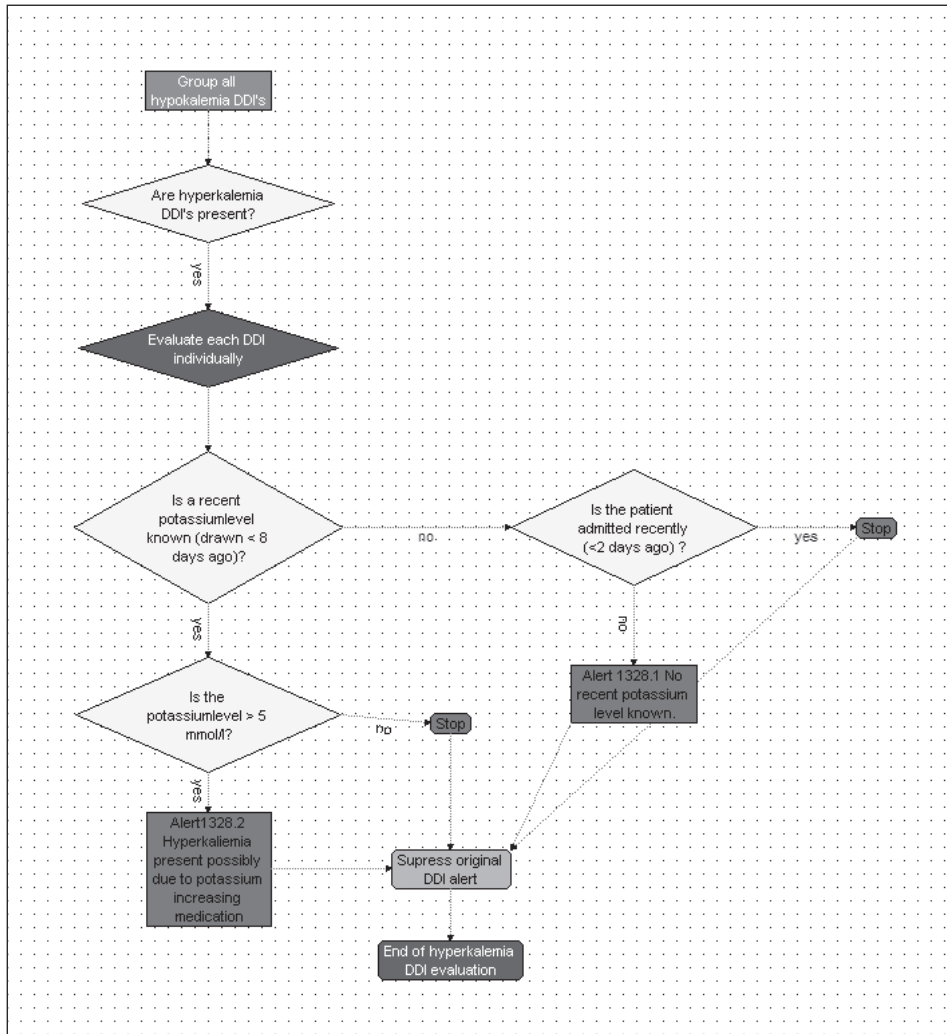 Group all
hypokalemia DDI's
Are hyperkalemia
DDI's present?
yes
Evaluate each DDI
individually
Is a recent
potassiumlevel
known (drawn < 8
days ago)?
no
Is the patient
admitted recently
(<2 days ago) ?
yes
Stop
yes
no
Alert 1328.1 No
recent potassium
level known.
Is the
potassiumlevel > 5
mmol/l?
no
Stop
yes
Alert1328.2
Hyperkaliemia
present possibly
due to potassium
increasing
medication
Supress original
DDI alert
End of hyperkalemia
DDI evaluation